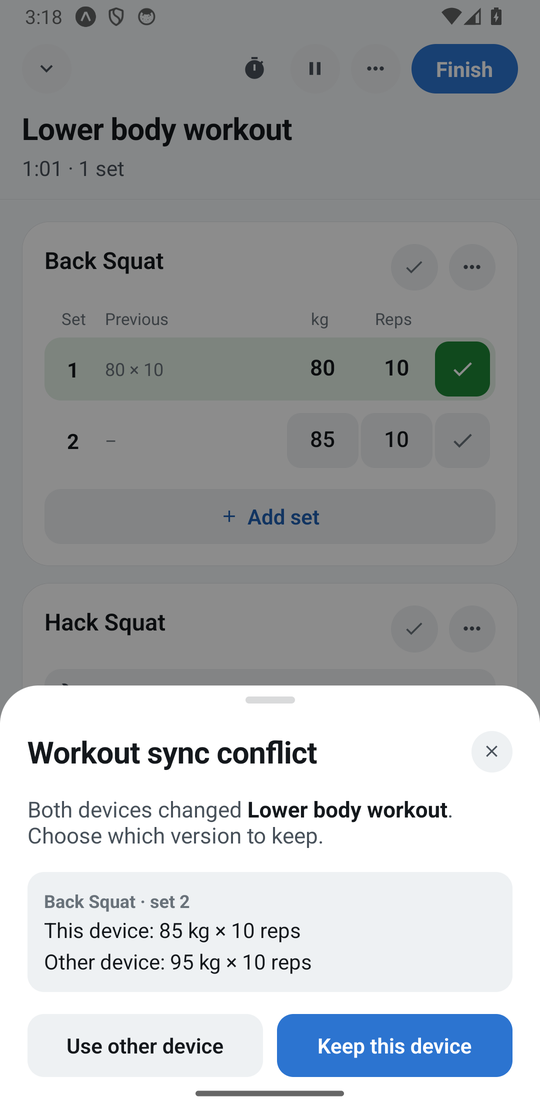 3:18
Finish
Lower body workout
1:01 · 1 set
Back Squat
Set Previous kg Reps
1 80 × 10 80 10
2 – 85 10
+ Add set
Hack Squat
Workout sync conflict
Both devices changed Lower body workout.
Choose which version to keep.
Back Squat · set 2
This device: 85 kg × 10 reps
Other device: 95 kg × 10 reps
Use other device Keep this device